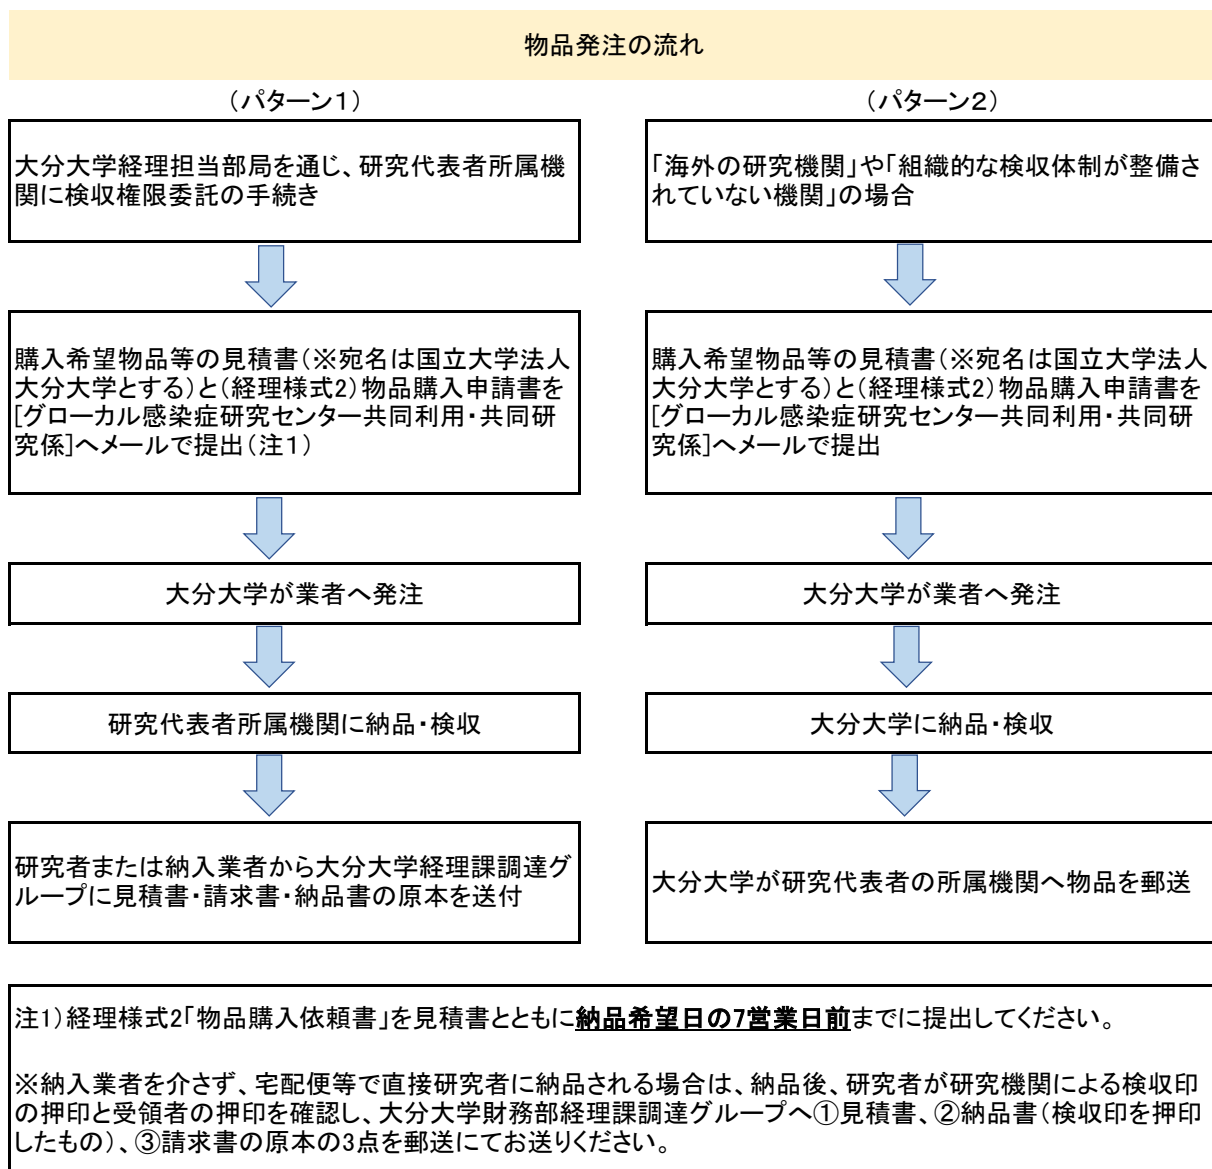 物品発注の流れ
（パターン１）
大分大学経理担当部局を通じ、研究代表者所属機
関に検収権限委託の手続き
購入希望物品等の見積書（※宛名は国立大学法人
大分大学とする）と（経理様式2）物品購入申請書を
[グローカル感染症研究センター共同利用・共同研
究係]へメールで提出（注１）
大分大学が業者へ発注
研究代表者所属機関に納品・検収
研究者または納入業者から大分大学経理課調達グ
ループに見積書・請求書・納品書の原本を送付
（パターン２）
「海外の研究機関」や「組織的な検収体制が整備さ
れていない機関」の場合
購入希望物品等の見積書（※宛名は国立大学法人
大分大学とする）と（経理様式2）物品購入申請書を
[グローカル感染症研究センター共同利用・共同研
究係]へメールで提出
大分大学が業者へ発注
大分大学に納品・検収
大分大学が研究代表者の所属機関へ物品を郵送
注1）経理様式2「物品購入依頼書」を見積書とともに納品希望日の7営業日前までに提出してください。
※納入業者を介さず、宅配便等で直接研究者に納品される場合は、納品後、研究者が研究機関による検収印
の押印と受領者の押印を確認し、大分大学財務部経理課調達グループへ①見積書、②納品書（検収印を押印
したもの）、③請求書の原本の3点を郵送にてお送りください。